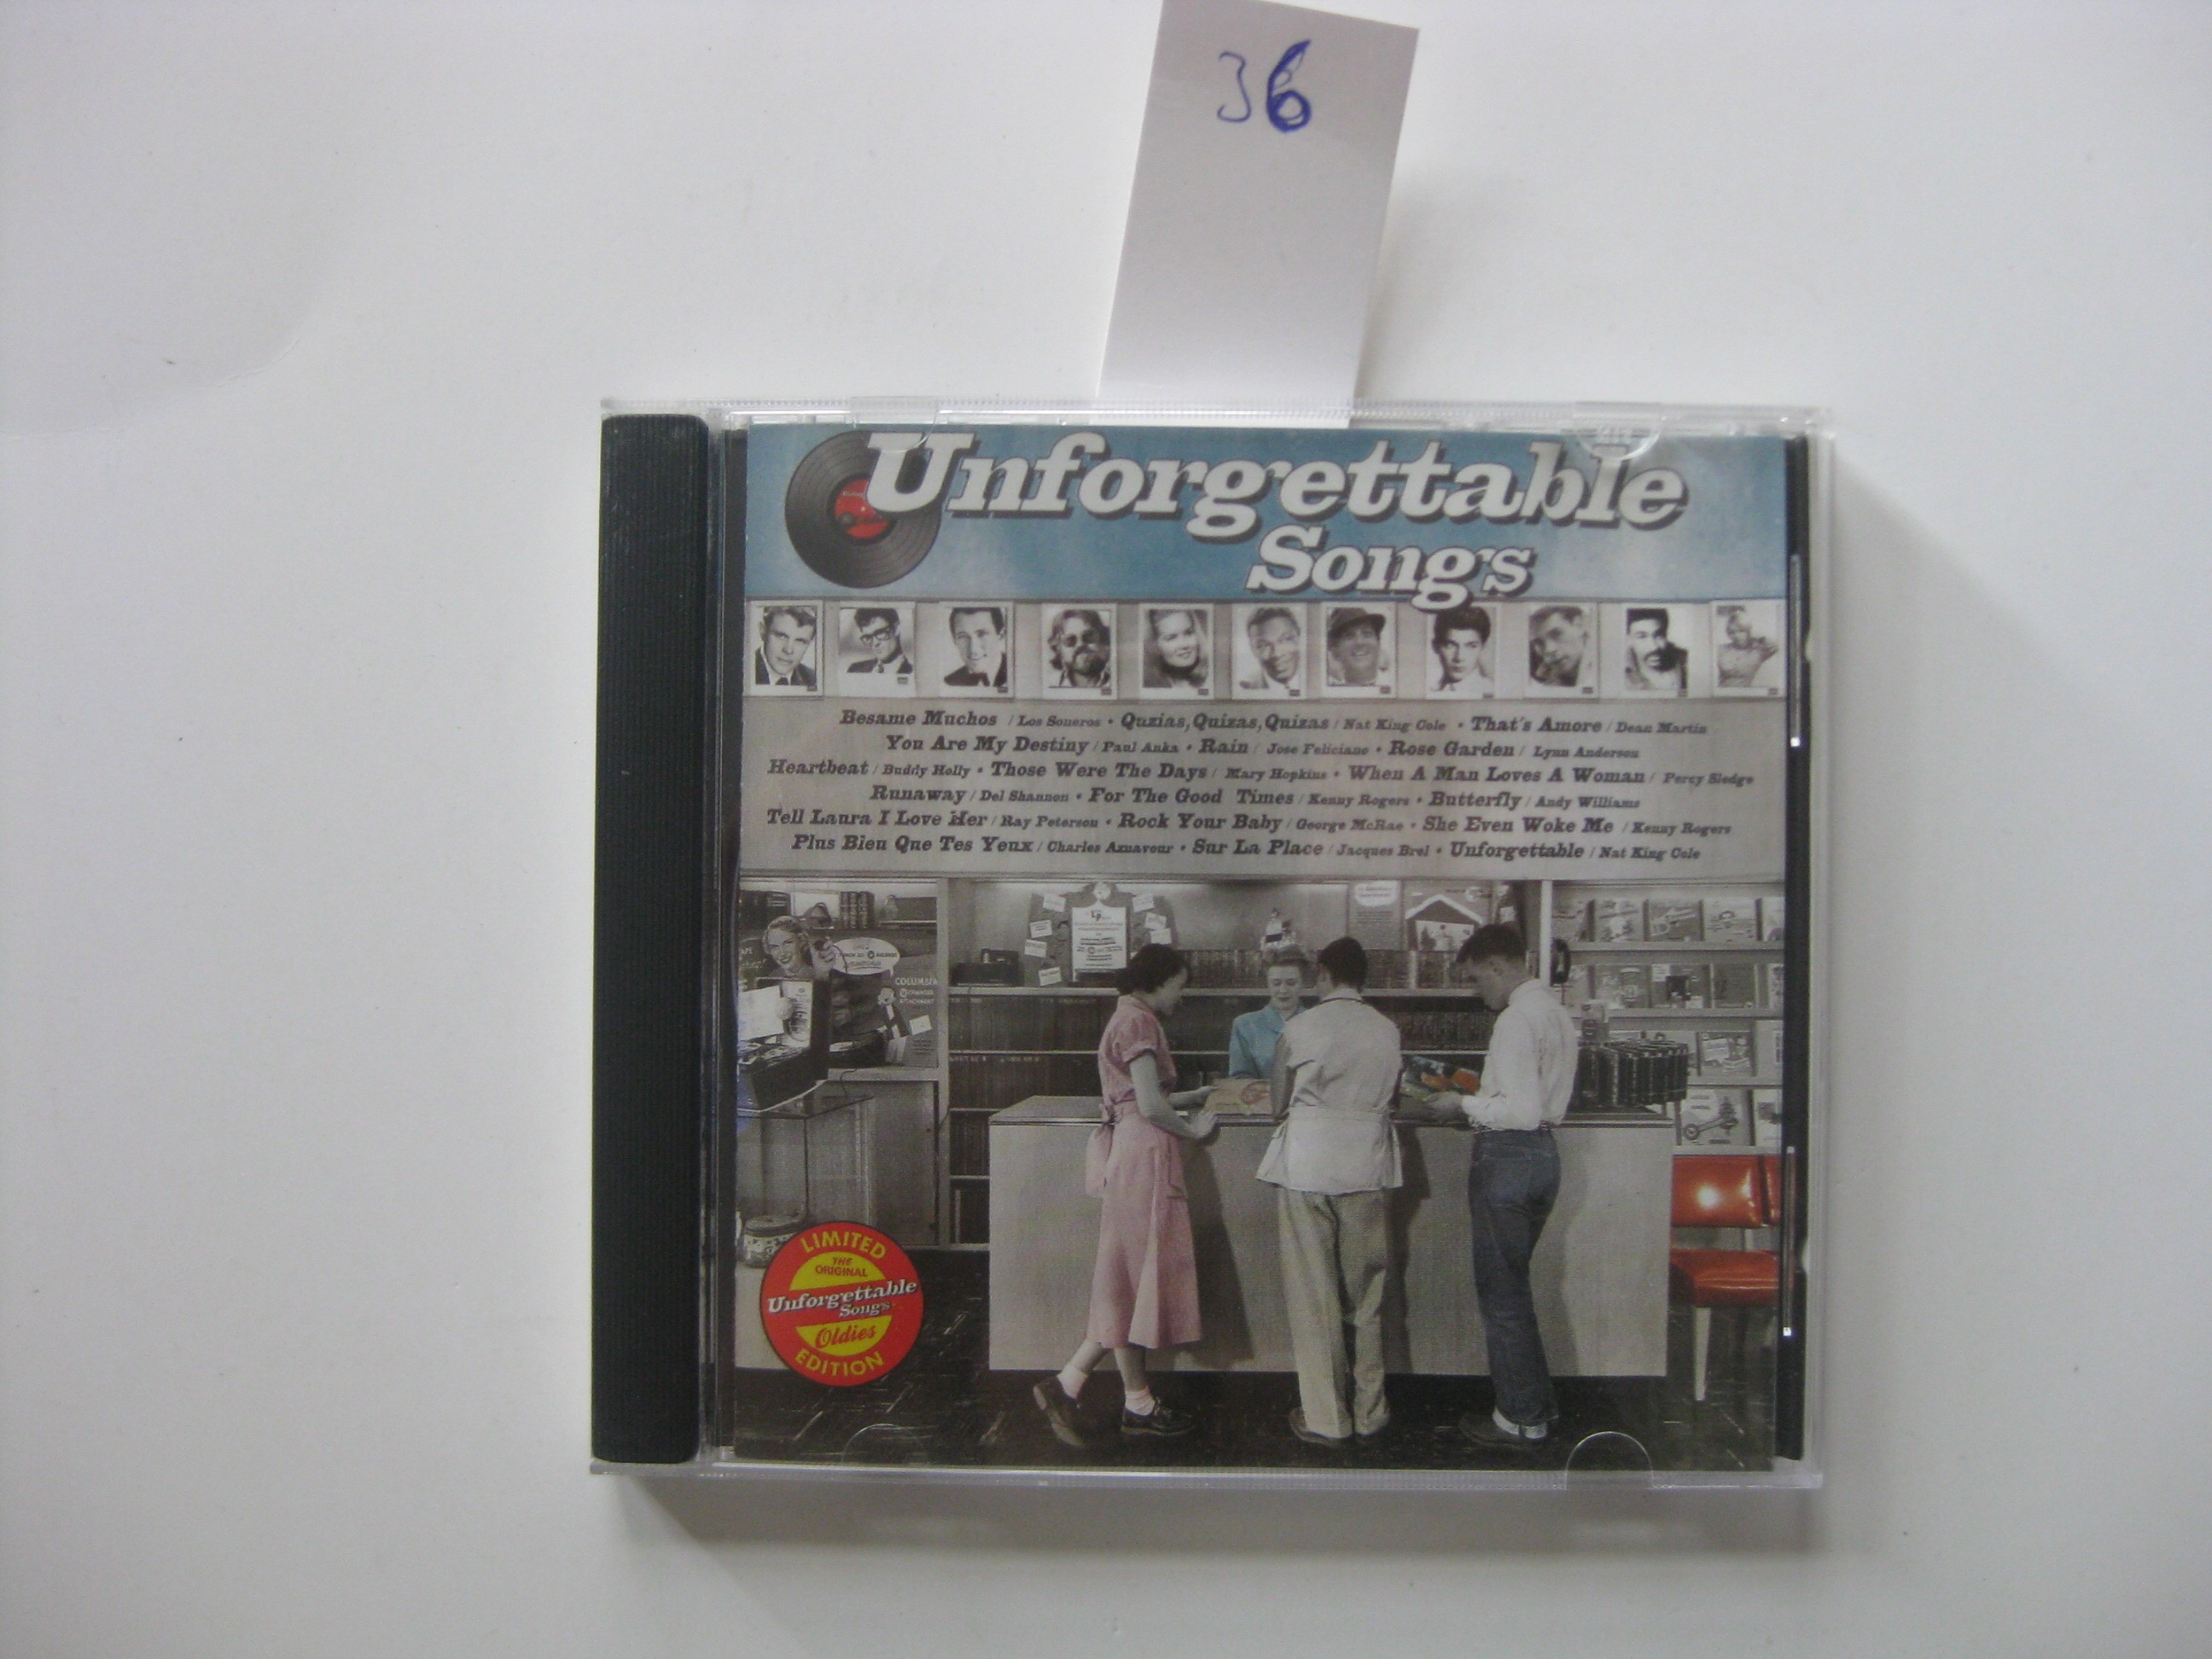 36
Unforgettable
Songs
Besame Muchos / Los Soneros • Quzias, Quizas, Quizas / Nat King Cole • That's Amore / Dean Martin
You Are My Destiny / Paul Anka • Rain / Jose Feliciano • Rose Garden / Lynn Anderson
Heartbeat / Buddy Holly • Those Were The Days / Mary Hopkins • When A Man Loves A Woman / Percy Sledge
Runaway / Del Shannon • For The Good Times / Kenny Rogers • Butterfly / Andy Williams
Tell Laura I Love Her / Ray Peterson • Rock Your Baby / George McRae • She Even Woke Me / Kenny Rogers
Plus Bien Que Tes Yeux / Charles Aznavour • Sur La Place / Jacques Brel • Unforgettable / Nat King Cole
LP
COLUMBIA
LIMITED
THE
ORIGINAL
Unforgettable
Songs
Oldies
EDITION